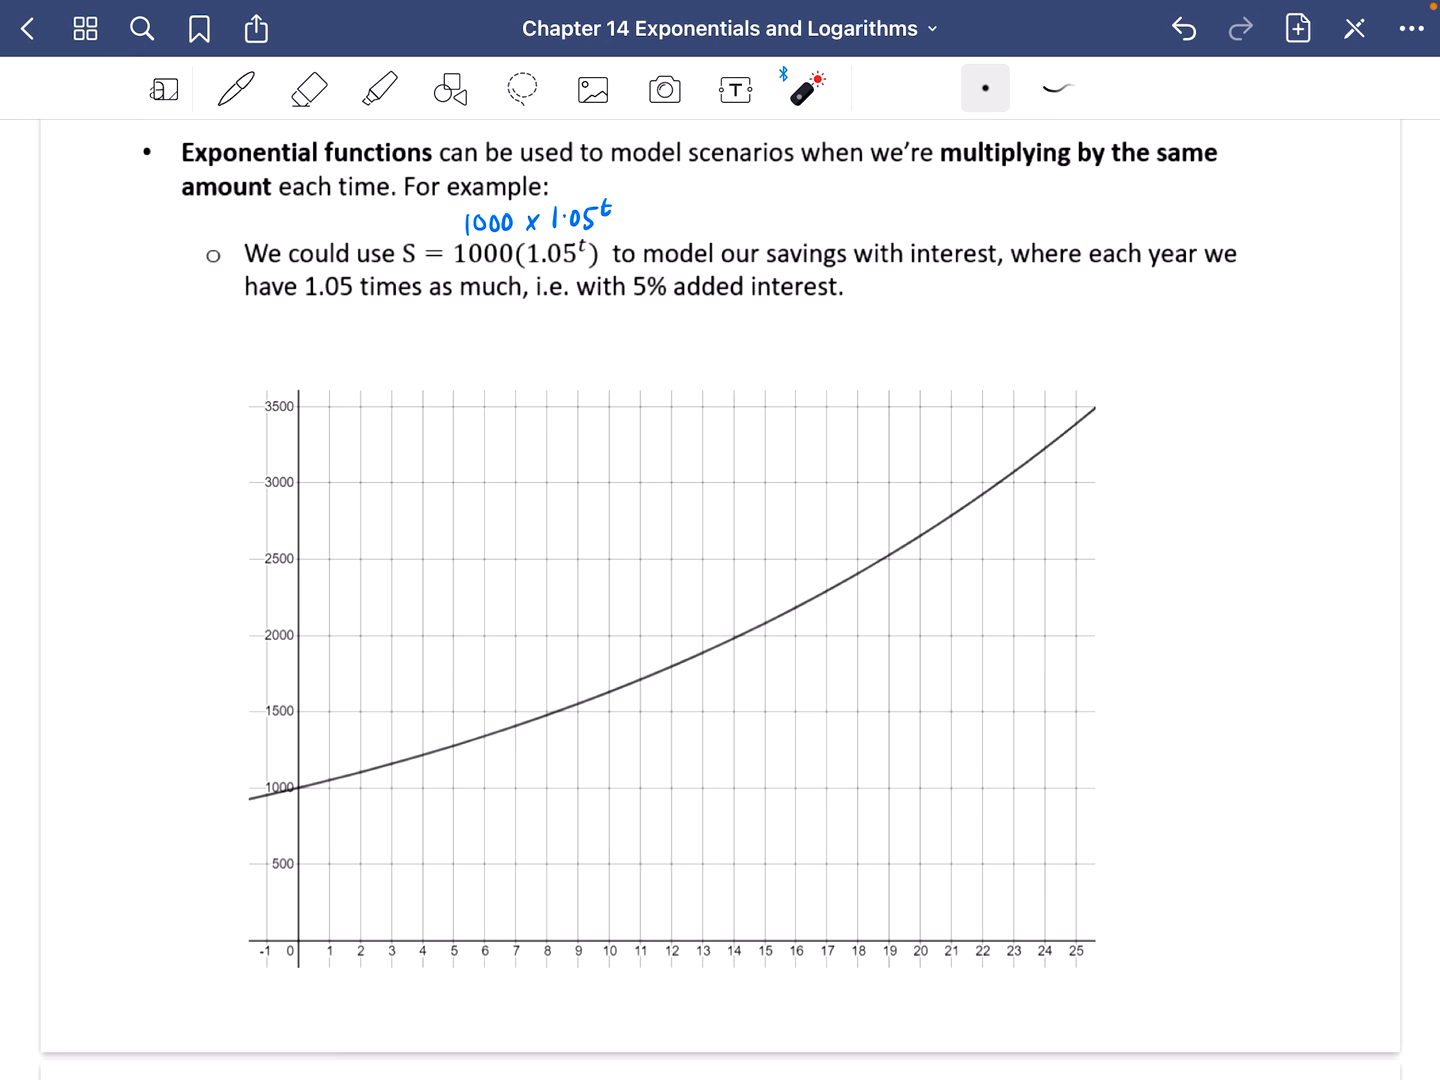 Chapter 14 Exponentials and Logarithms
T
• Exponential functions can be used to model scenarios when we're multiplying by the same
amount each time. For example:
1000 × 1·05ᵗ
o We could use S = 1000(1.05ᵗ) to model our savings with interest, where each year we
have 1.05 times as much, i.e. with 5% added interest.
3500
3000
2500
2000
1500
1000
500
-1 0 1 2 3 4 5 6 7 8 9 10 11 12 13 14 15 16 17 18 19 20 21 22 23 24 25